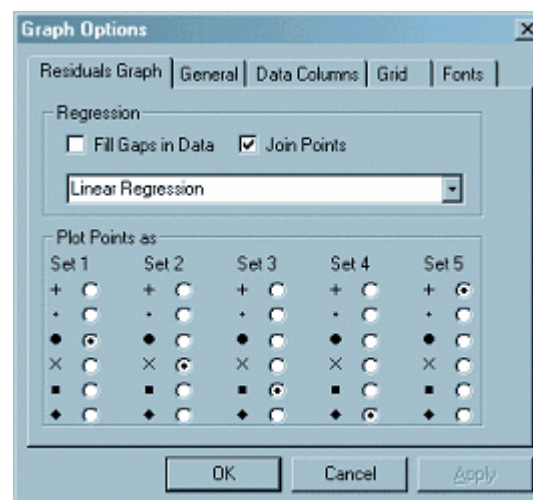 Graph Options
Residuals Graph General Data Columns Grid Fonts
Regression
Fill Gaps in Data Join Points
Linear Regression
Plot Points as
Set 1 Set 2 Set 3 Set 4 Set 5
OK Cancel Apply